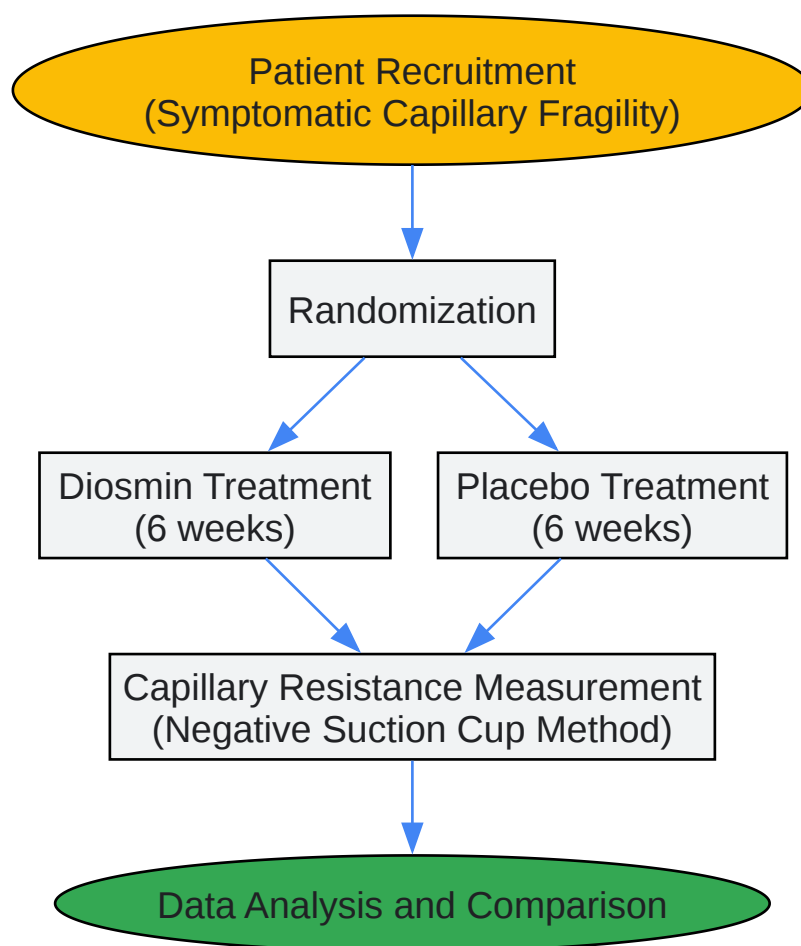 Patient Recruitment
(Symptomatic Capillary Fragility)
Randomization
Diosmin Treatment
(6 weeks)
Placebo Treatment
(6 weeks)
Capillary Resistance Measurement
(Negative Suction Cup Method)
Data Analysis and Comparison